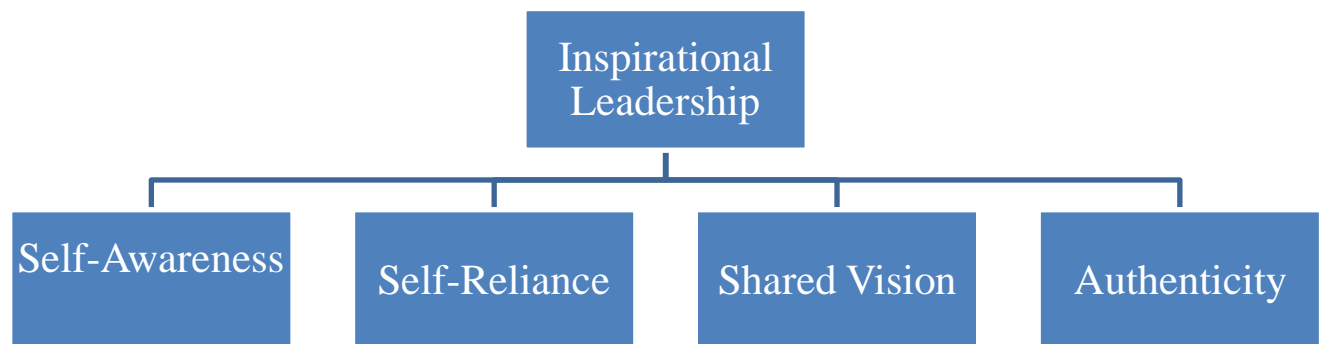 Inspirational
Leadership
Self-Awareness
Self-Reliance
Shared Vision
Authenticity